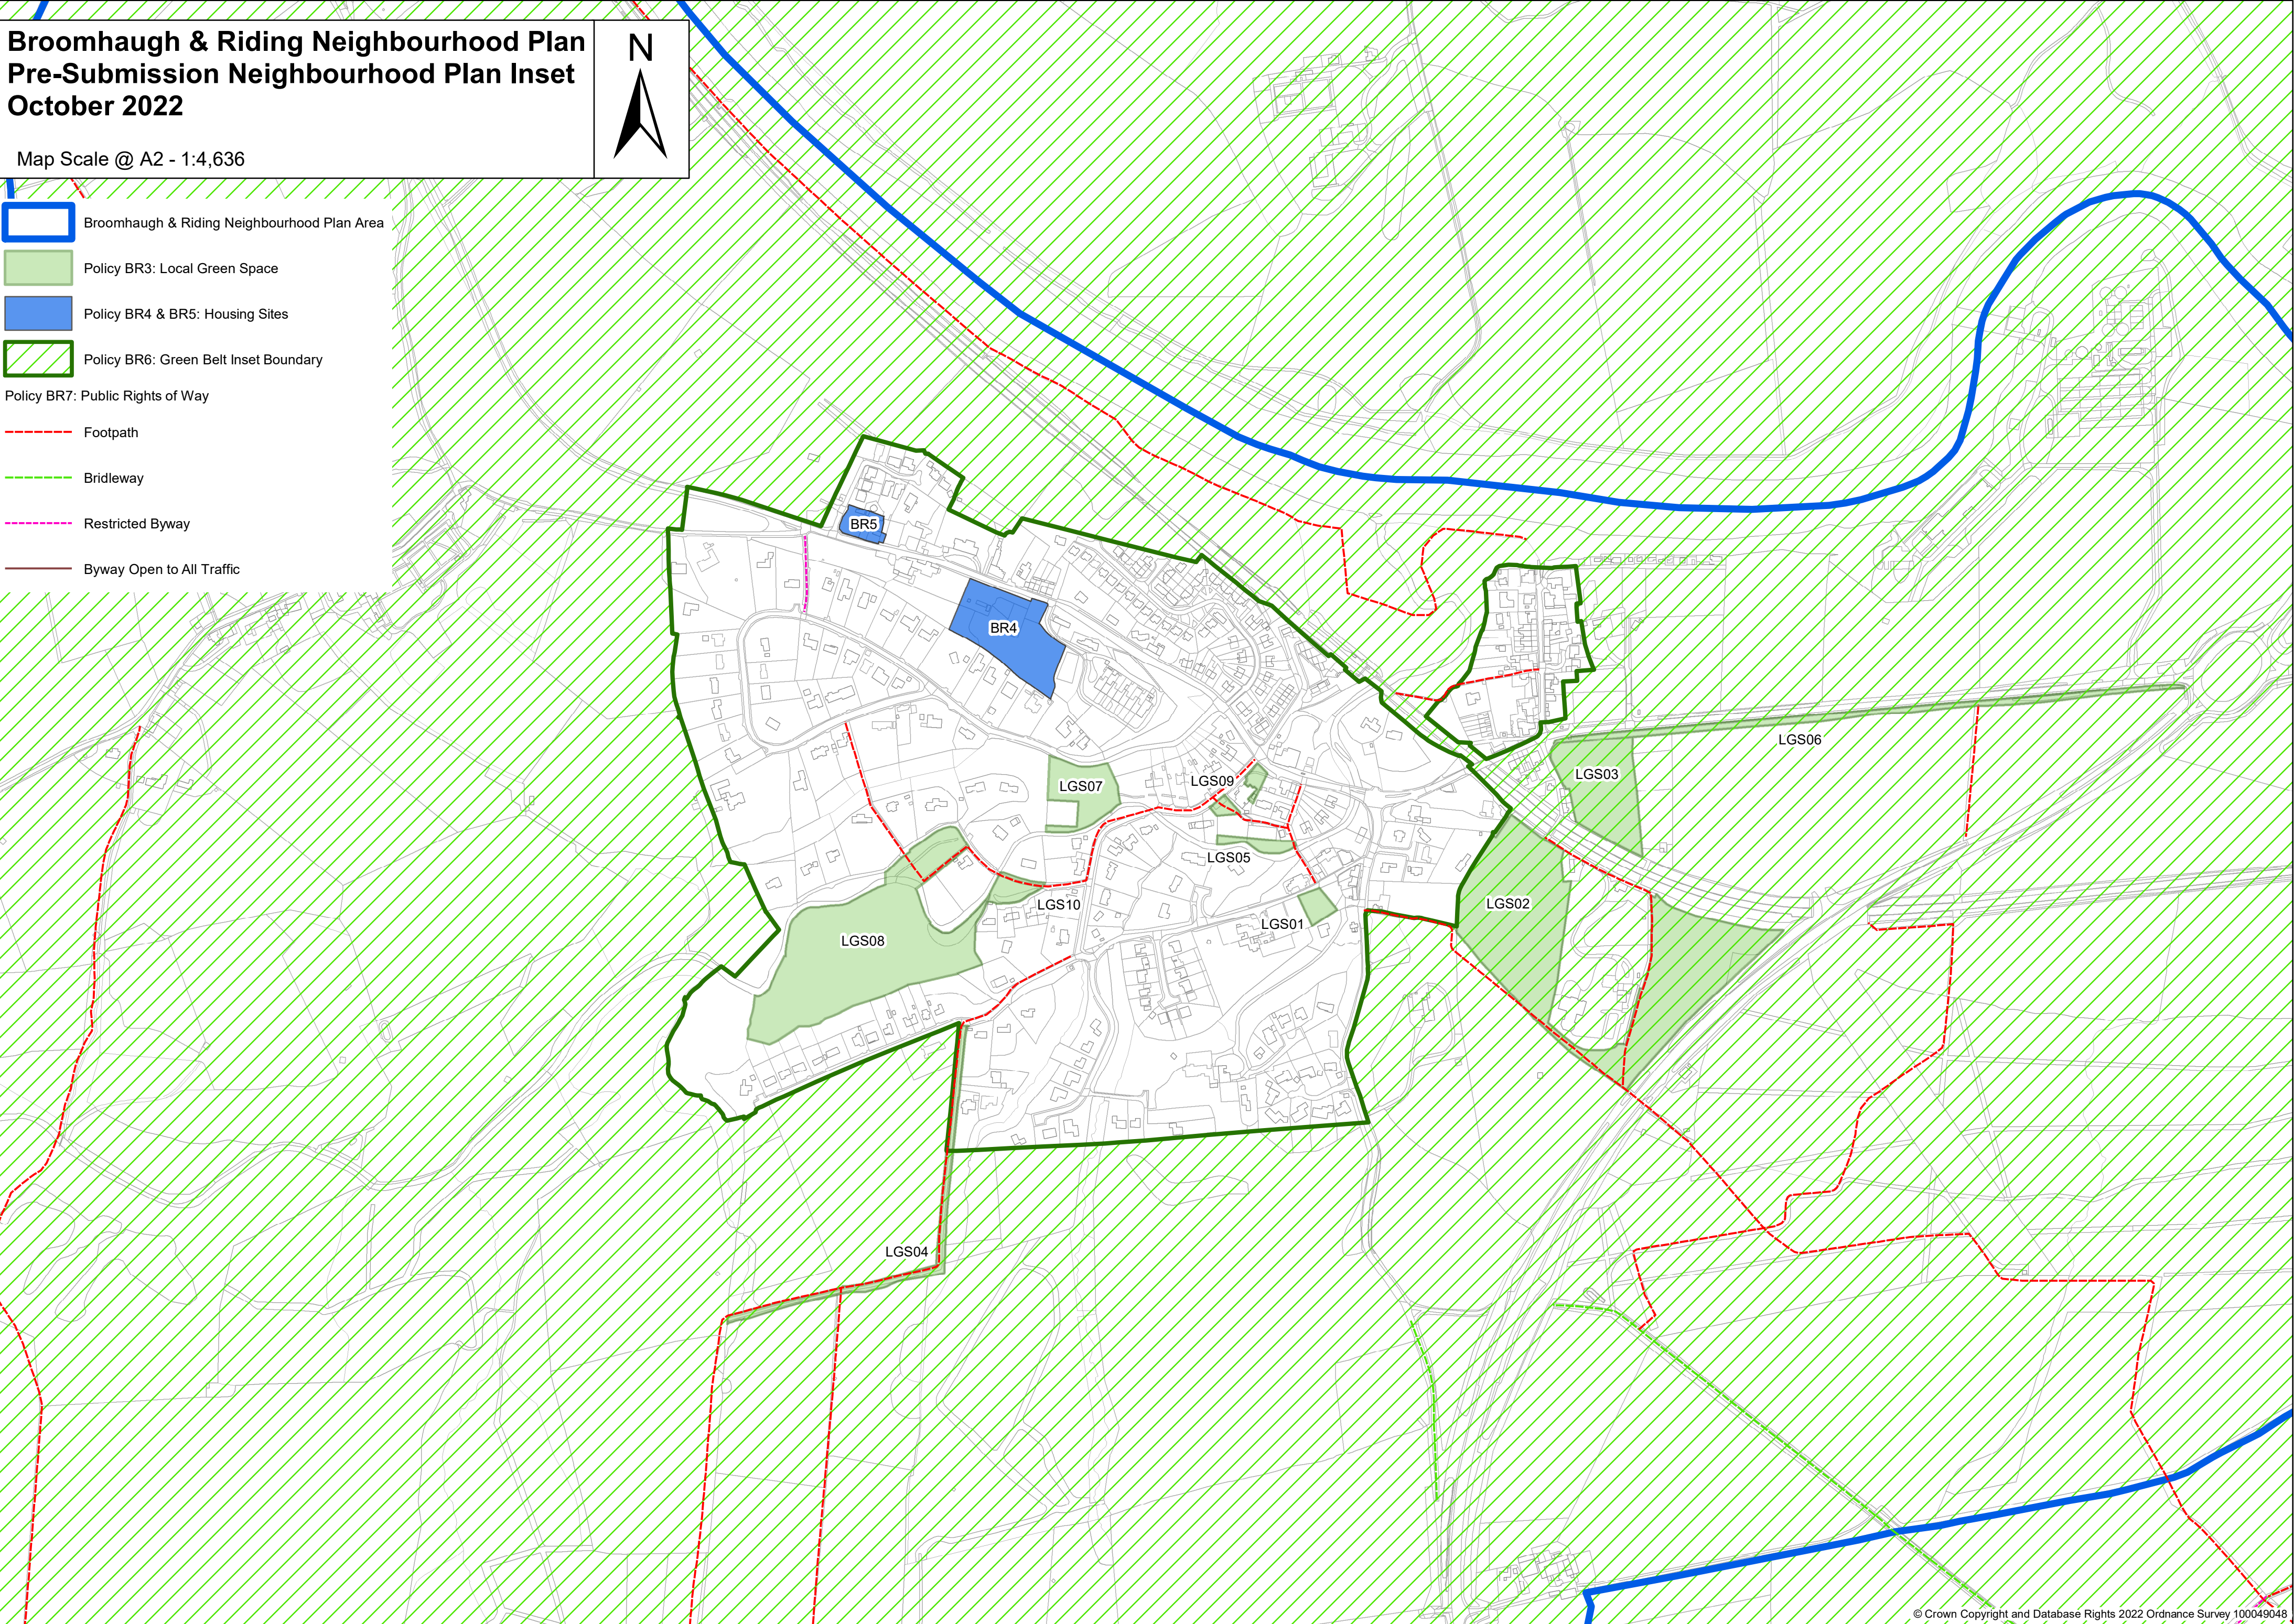 Broomhaugh & Riding Neighbourhood Plan
Pre-Submission Neighbourhood Plan Inset
October 2022
Map Scale @ A2 - 1:4,636
N
Broomhaugh & Riding Neighbourhood Plan Area
Policy BR3: Local Green Space
Policy BR4 & BR5: Housing Sites
Policy BR6: Green Belt Inset Boundary
Policy BR7: Public Rights of Way
Footpath
Bridleway
Restricted Byway
Byway Open to All Traffic
BR5
BR4
LGS06
LGS03
LGS09
LGS07
LGS05
LGS02
LGS10
LGS01
LGS08
LGS04
© Crown Copyright and Database Rights 2022 Ordnance Survey 100049048